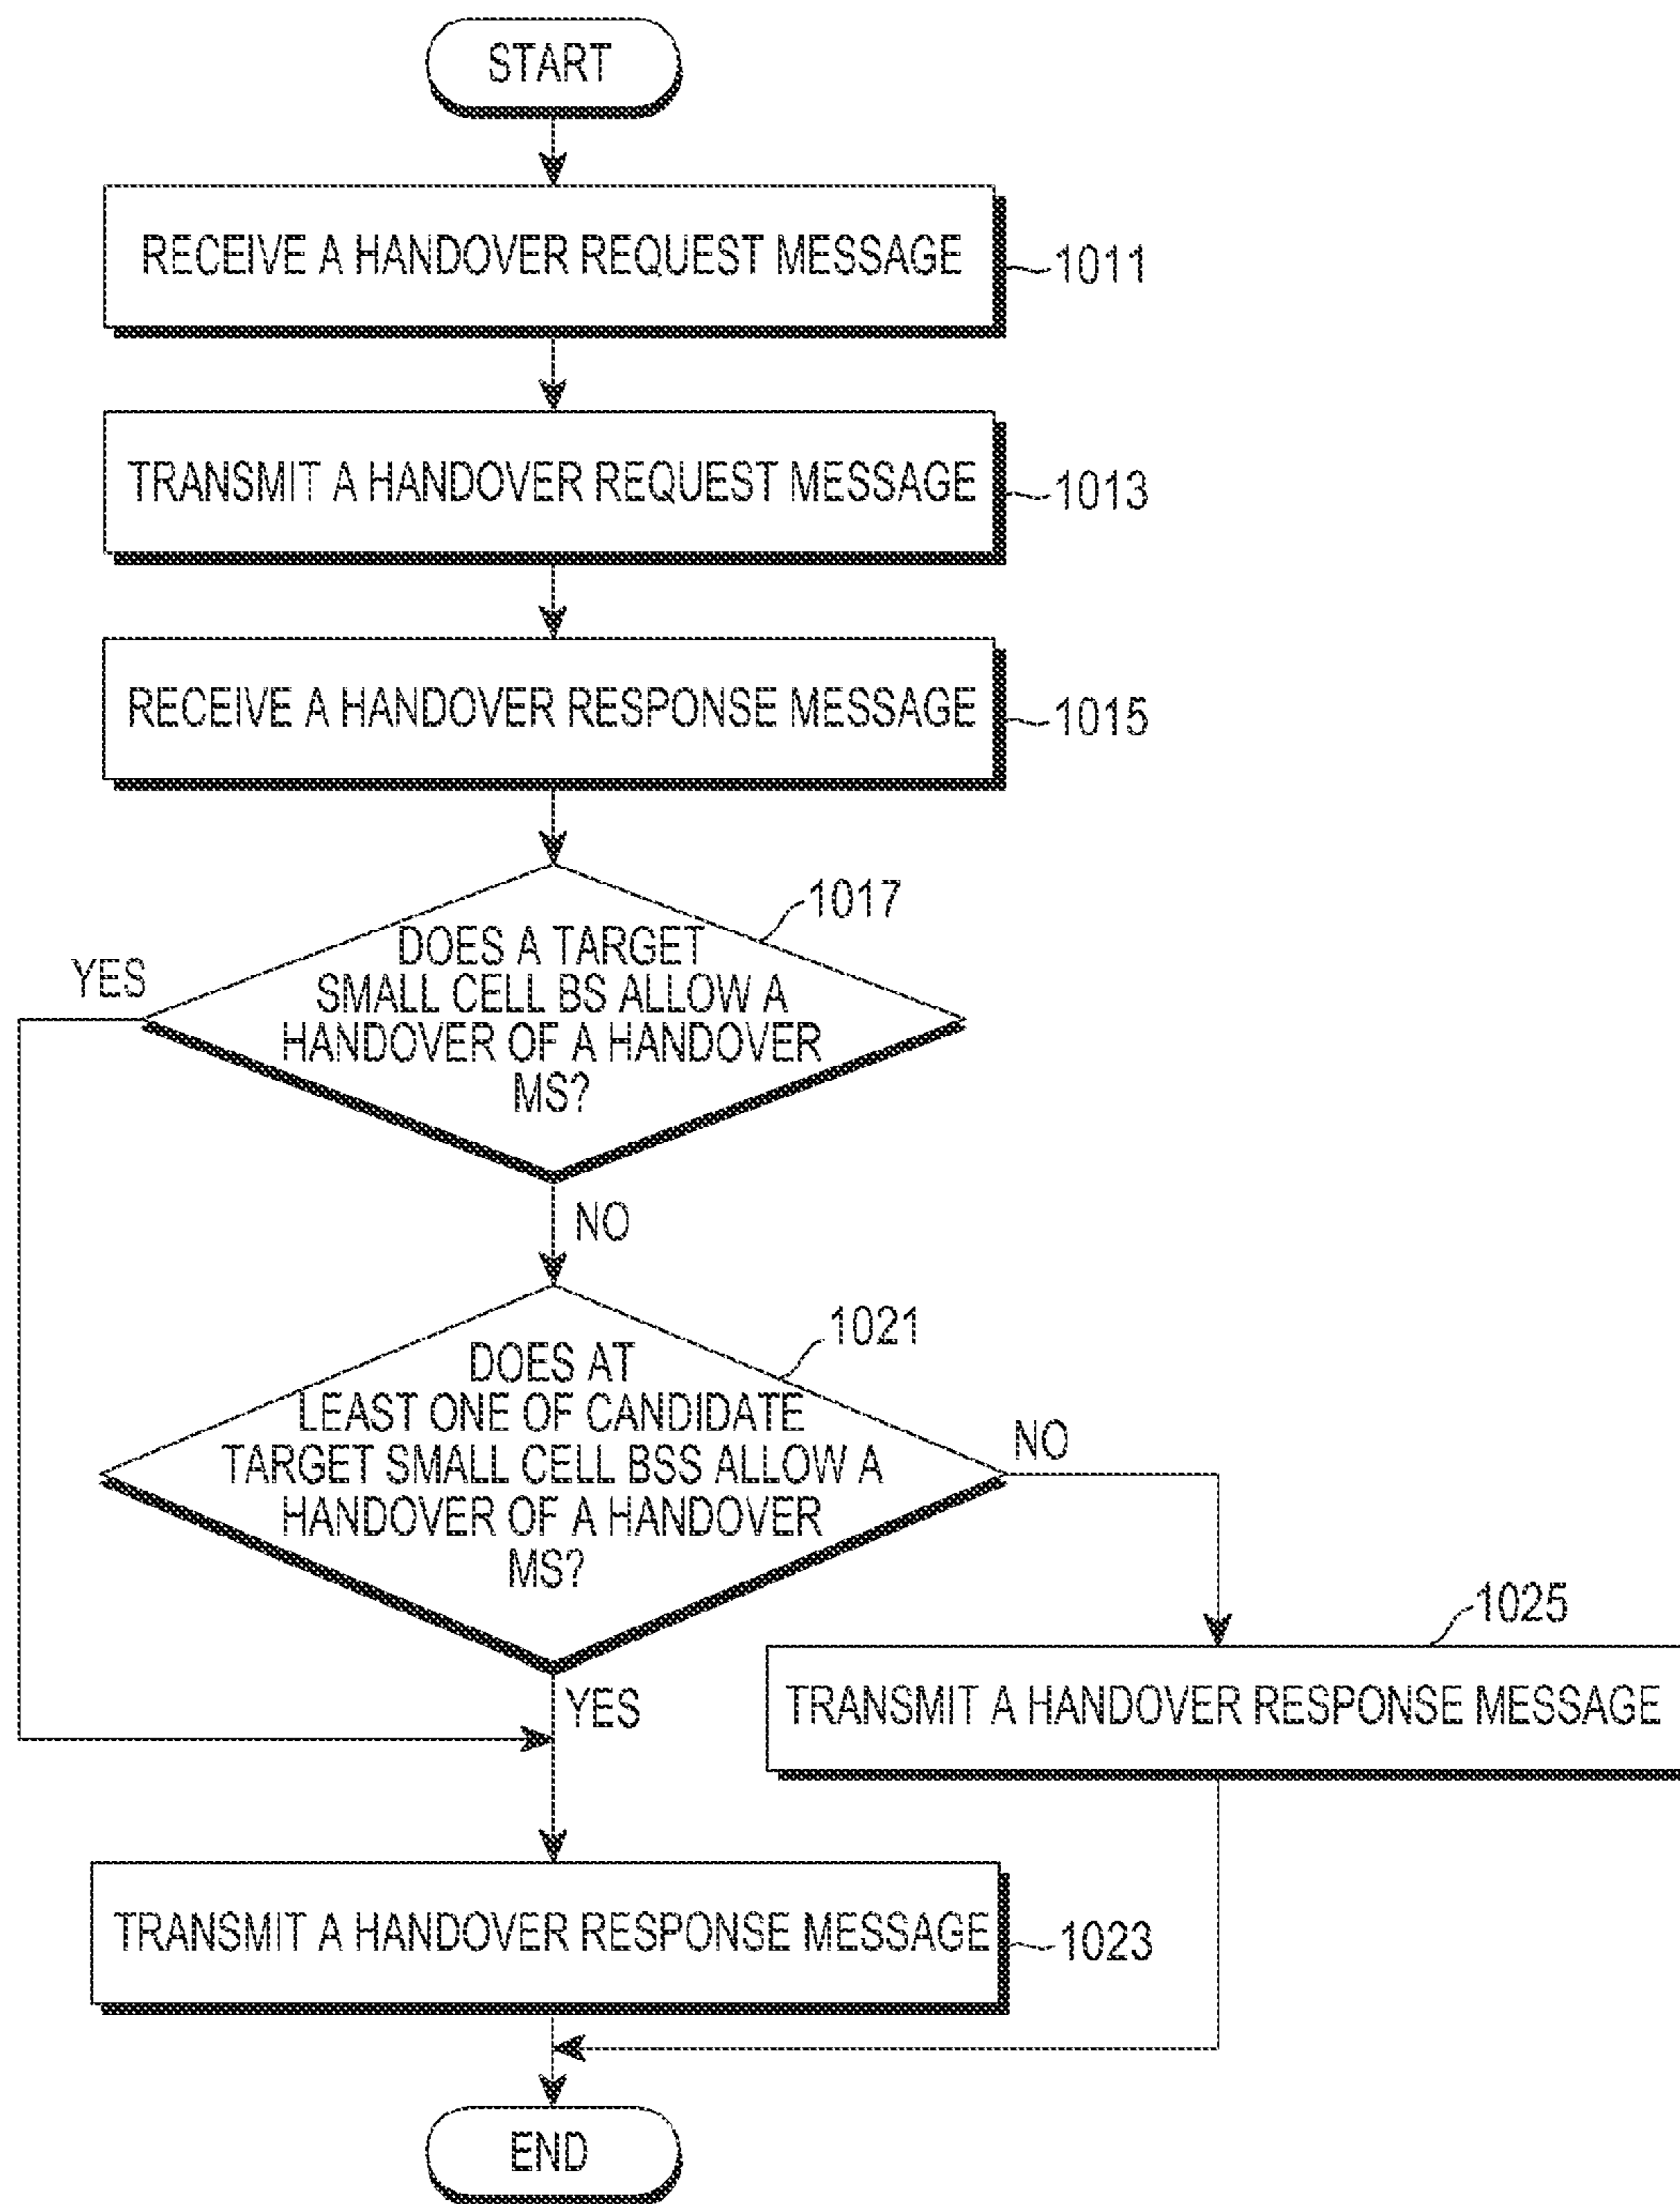 START
RECEIVE A HANDOVER REQUEST MESSAGE
1011
TRANSMIT A HANDOVER REQUEST MESSAGE
1013
RECEIVE A HANDOVER RESPONSE MESSAGE
1015
1017
DOES A TARGET
SMALL CELL BS ALLOW A
HANDOVER OF A HANDOVER
MS?
YES
NO
1021
DOES AT
LEAST ONE OF CANDIDATE
TARGET SMALL CELL BSS ALLOW A
HANDOVER OF A HANDOVER
MS?
NO
YES
1025
TRANSMIT A HANDOVER RESPONSE MESSAGE
TRANSMIT A HANDOVER RESPONSE MESSAGE
1023
END